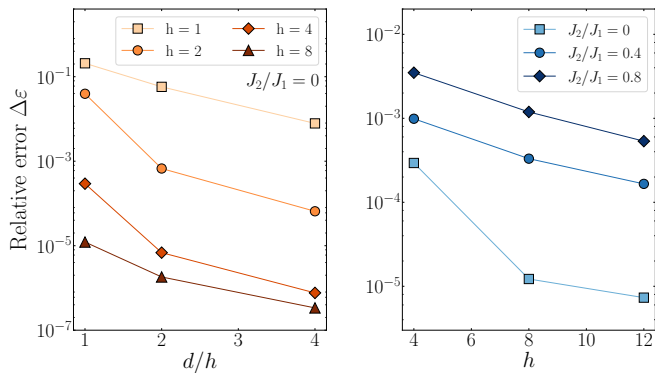 h = 1
h = 4
h = 2
h = 8
J₂/J₁ = 0
10⁻¹
10⁻³
10⁻⁵
10⁻⁷
Relative error Δε
1
2
3
4
d/h
J₂/J₁ = 0
J₂/J₁ = 0.4
J₂/J₁ = 0.8
10⁻²
10⁻³
10⁻⁴
10⁻⁵
4
6
8
10
12
h